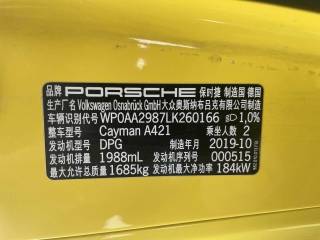 品牌 PORSCHE 保时捷 制造国 德国
生产厂名 Volkswagen Osnabrück GmbH大众奥斯纳布吕克有限公司
车辆识别代号 WP0AA2987LK260166 1,0%
整车型号 Cayman A421 乘坐人数 2
发动机型号 DPG 制造年月 2019-10
发动机排量 1988mL 发动机序列号 000515
最大允许总质量 1685kg 发动机最大净功率 184kW